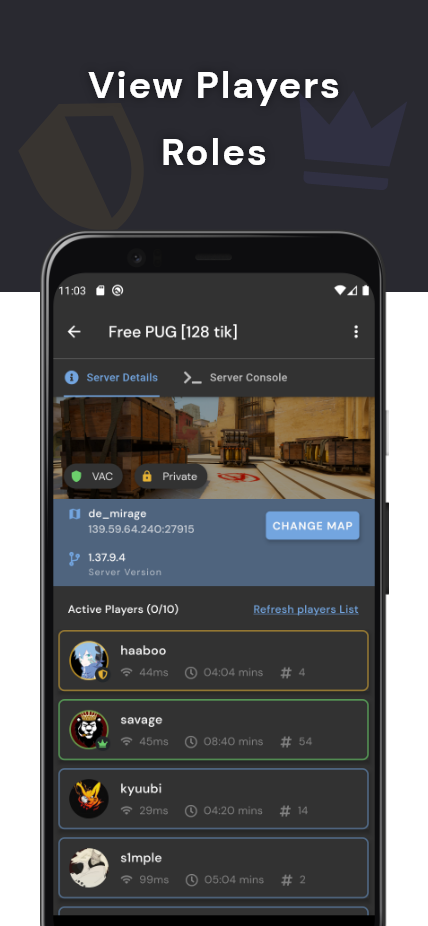 View Players
Roles
11:03
Free PUG [128 tik]
Server Details
Server Console
VAC
Private
de_mirage
139.59.64.240:27915
CHANGE MAP
1.37.9.4
Server Version
Active Players (0/10)
Refresh players List
haaboo
44ms
04:04 mins
# 4
savage
45ms
08:40 mins
# 54
kyuubi
29ms
04:20 mins
# 14
s1mple
99ms
05:04 mins
# 2